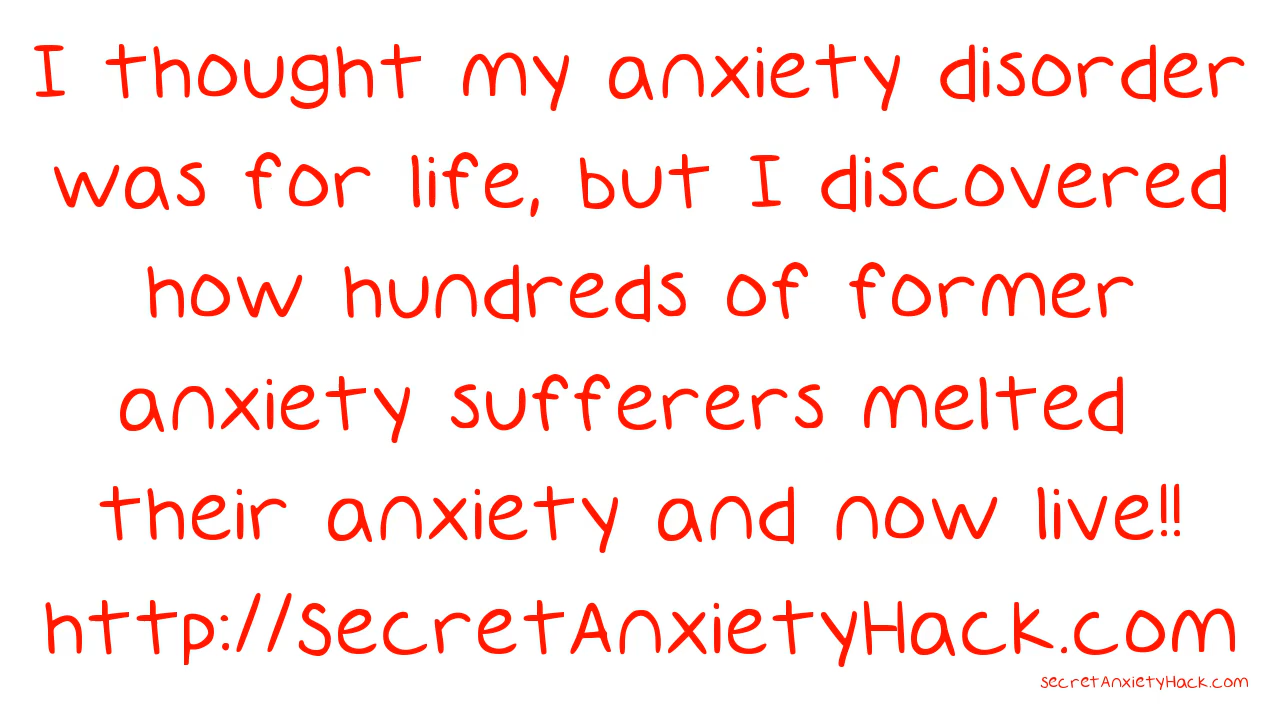 I thought my anxiety disorder
was for life, but I discovered
how hundreds of former
anxiety sufferers melted
their anxiety and now live!!
http://SecretAnxietyHack.com
secretAnxietyHack.com